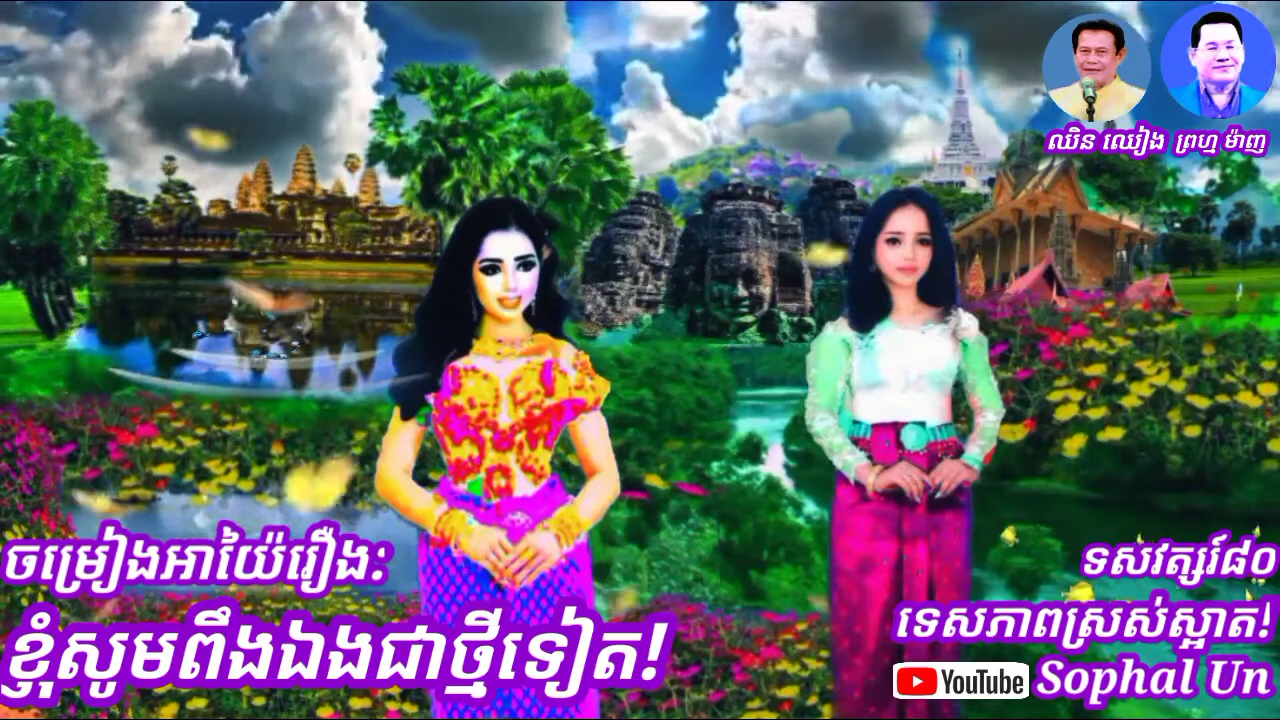 ឈិន ឈៀង ព្រហ្ម ម៉ាញ
ចម្រៀងអាយ៉ៃរឿង:
ខ្ញុំសូមពឹងឯងជាថ្មីទៀត!
ទសវត្សរ៍៨០
ទេសភាពស្រស់ស្អាត!
YouTube Sophal Un